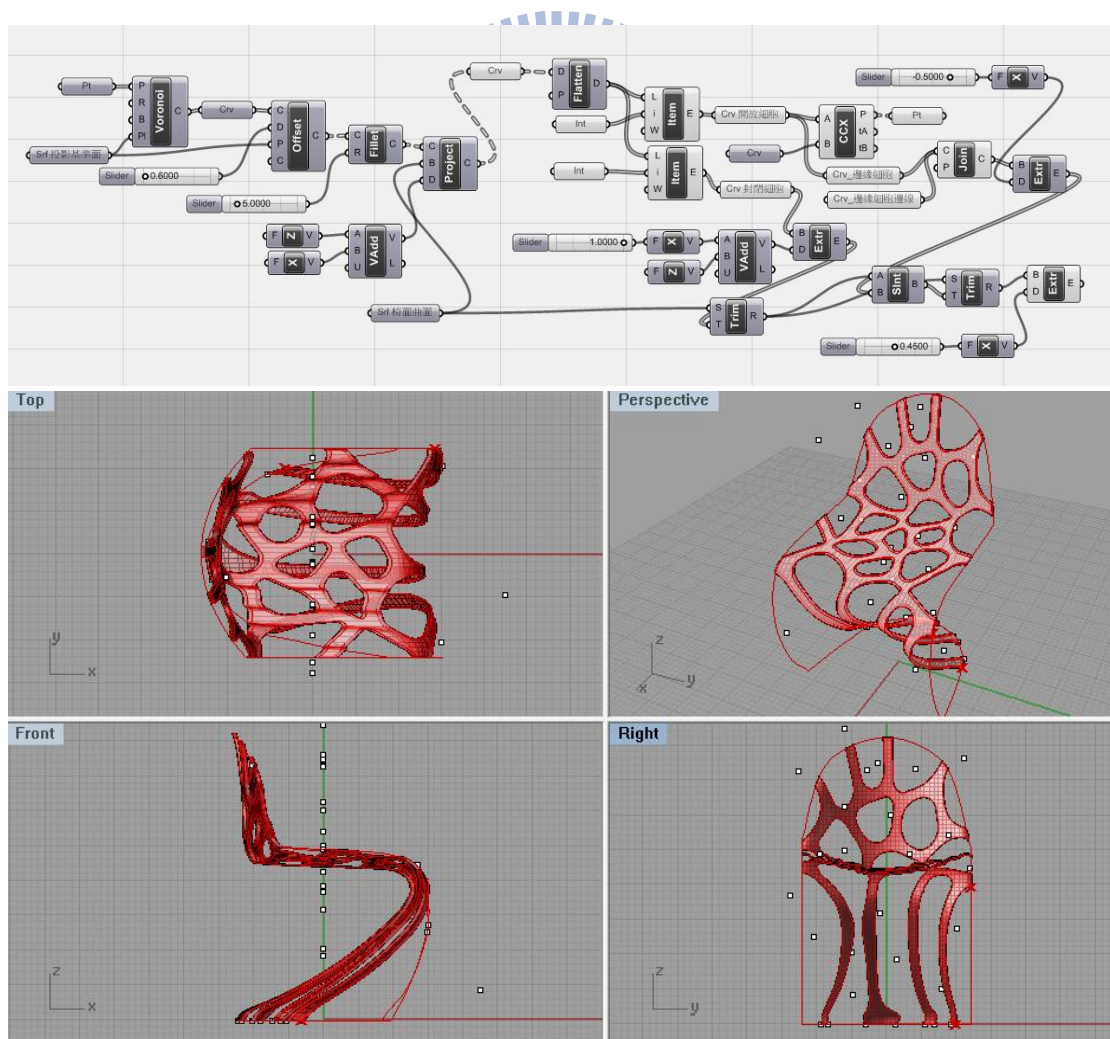 Pt
P
R
B
Pl
Voronoi
C
Crv
Srf 投影基準面
C
D
P
C
Offset
C
Slider
0.6000
C
R
Fillet
C
Slider
5.0000
C
B
D
Project
C
F
Z
V
F
X
V
A
B
U
VAdd
V
L
Srf 椅面曲面
Crv
D
P
Flatten
D
Int
L
i
W
Item
E
Crv 開放細胞
Int
L
i
W
Item
E
Crv 封閉細胞
Crv
A
B
CCX
P
tA
tB
Pt
Crv_邊緣細胞
Crv_邊緣細胞邊線
C
P
Join
C
Slider
-0.5000
F
X
V
B
D
Extr
E
Slider
1.0000
F
X
V
F
Z
V
A
B
U
VAdd
V
L
B
D
Extr
E
S
T
Trim
R
A
B
SInt
B
S
T
Trim
R
B
D
Extr
E
Slider
0.4500
F
X
V
Top
y
x
Perspective
z
x
y
Front
z
x
Right
z
y